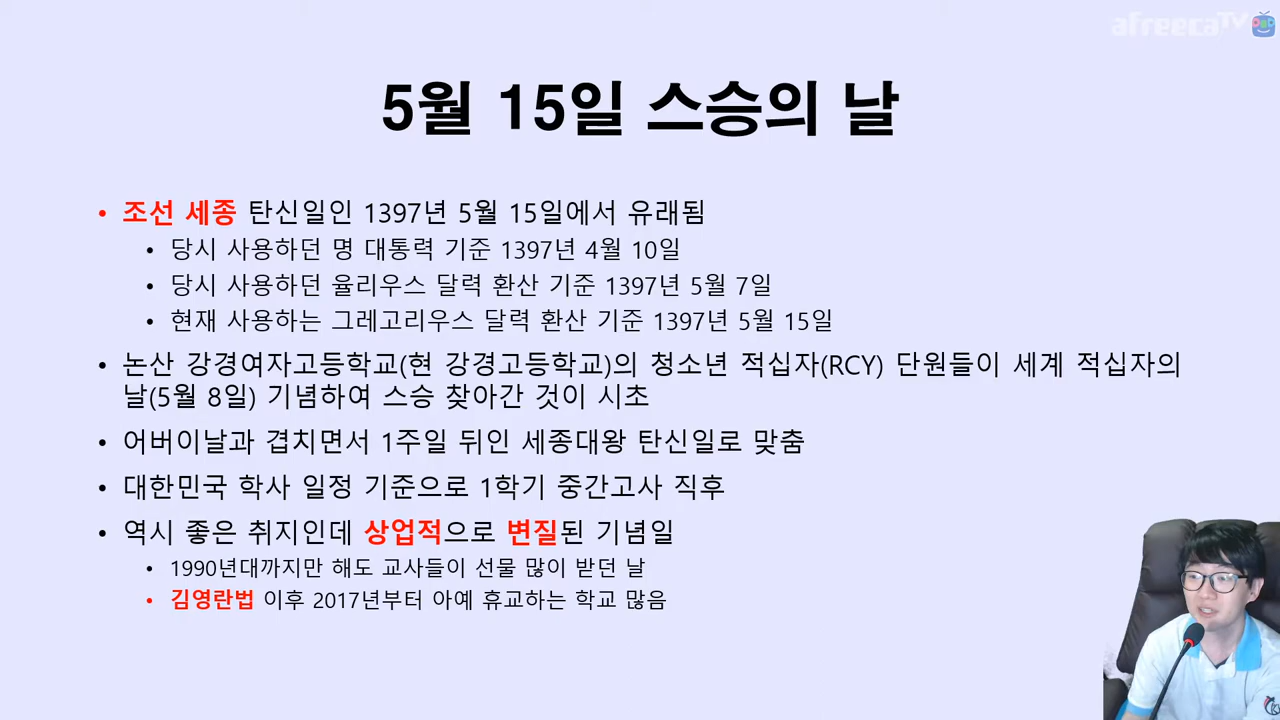 afreecaTV
5월 15일 스승의 날
• 조선 세종 탄신일인 1397년 5월 15일에서 유래됨
• 당시 사용하던 명 대통력 기준 1397년 4월 10일
• 당시 사용하던 율리우스 달력 환산 기준 1397년 5월 7일
• 현재 사용하는 그레고리우스 달력 환산 기준 1397년 5월 15일
• 논산 강경여자고등학교(현 강경고등학교)의 청소년 적십자(RCY) 단원들이 세계 적십자의
날(5월 8일) 기념하여 스승 찾아간 것이 시초
• 어버이날과 겹치면서 1주일 뒤인 세종대왕 탄신일로 맞춤
• 대한민국 학사 일정 기준으로 1학기 중간고사 직후
• 역시 좋은 취지인데 상업적으로 변질된 기념일
• 1990년대까지만 해도 교사들이 선물 많이 받던 날
• 김영란법 이후 2017년부터 아예 휴교하는 학교 많음